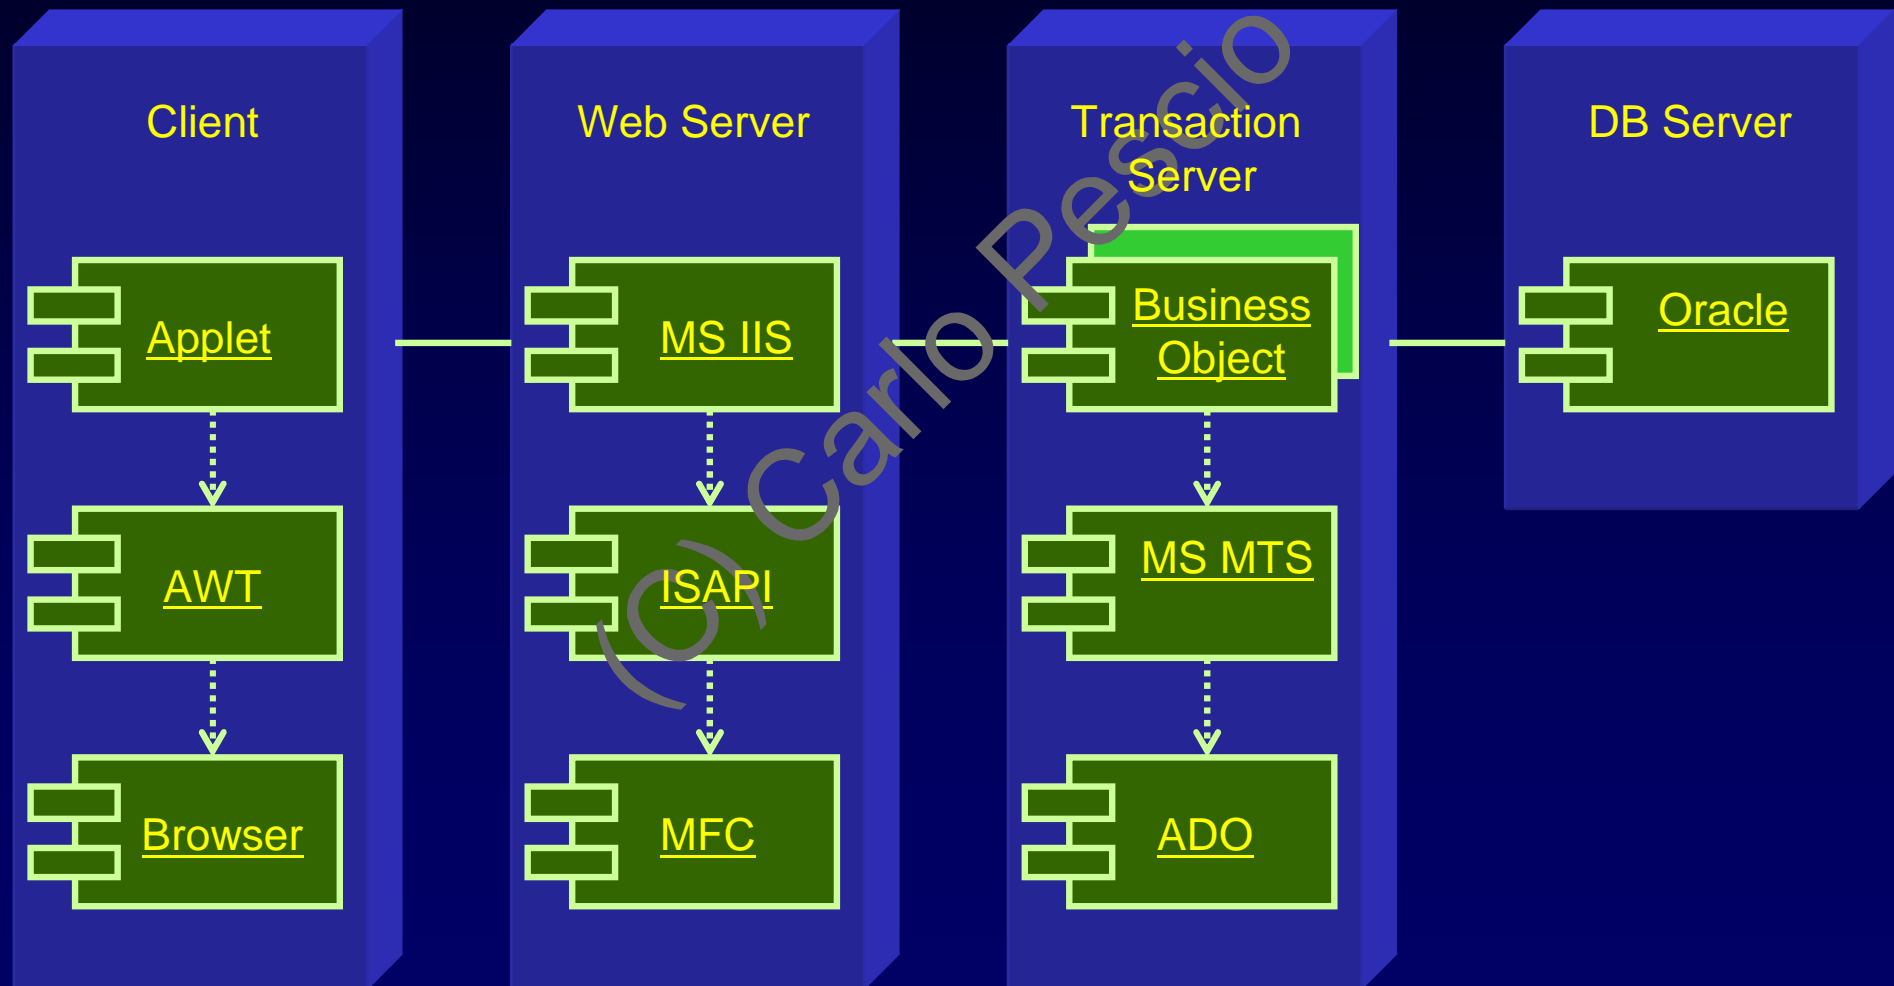 Client
Applet
AWT
Browser
Web Server
MS IIS
ISAPI
MFC
Transaction
Server
Business
Object
MS MTS
ADO
DB Server
Oracle
(C) Carlo Pescio